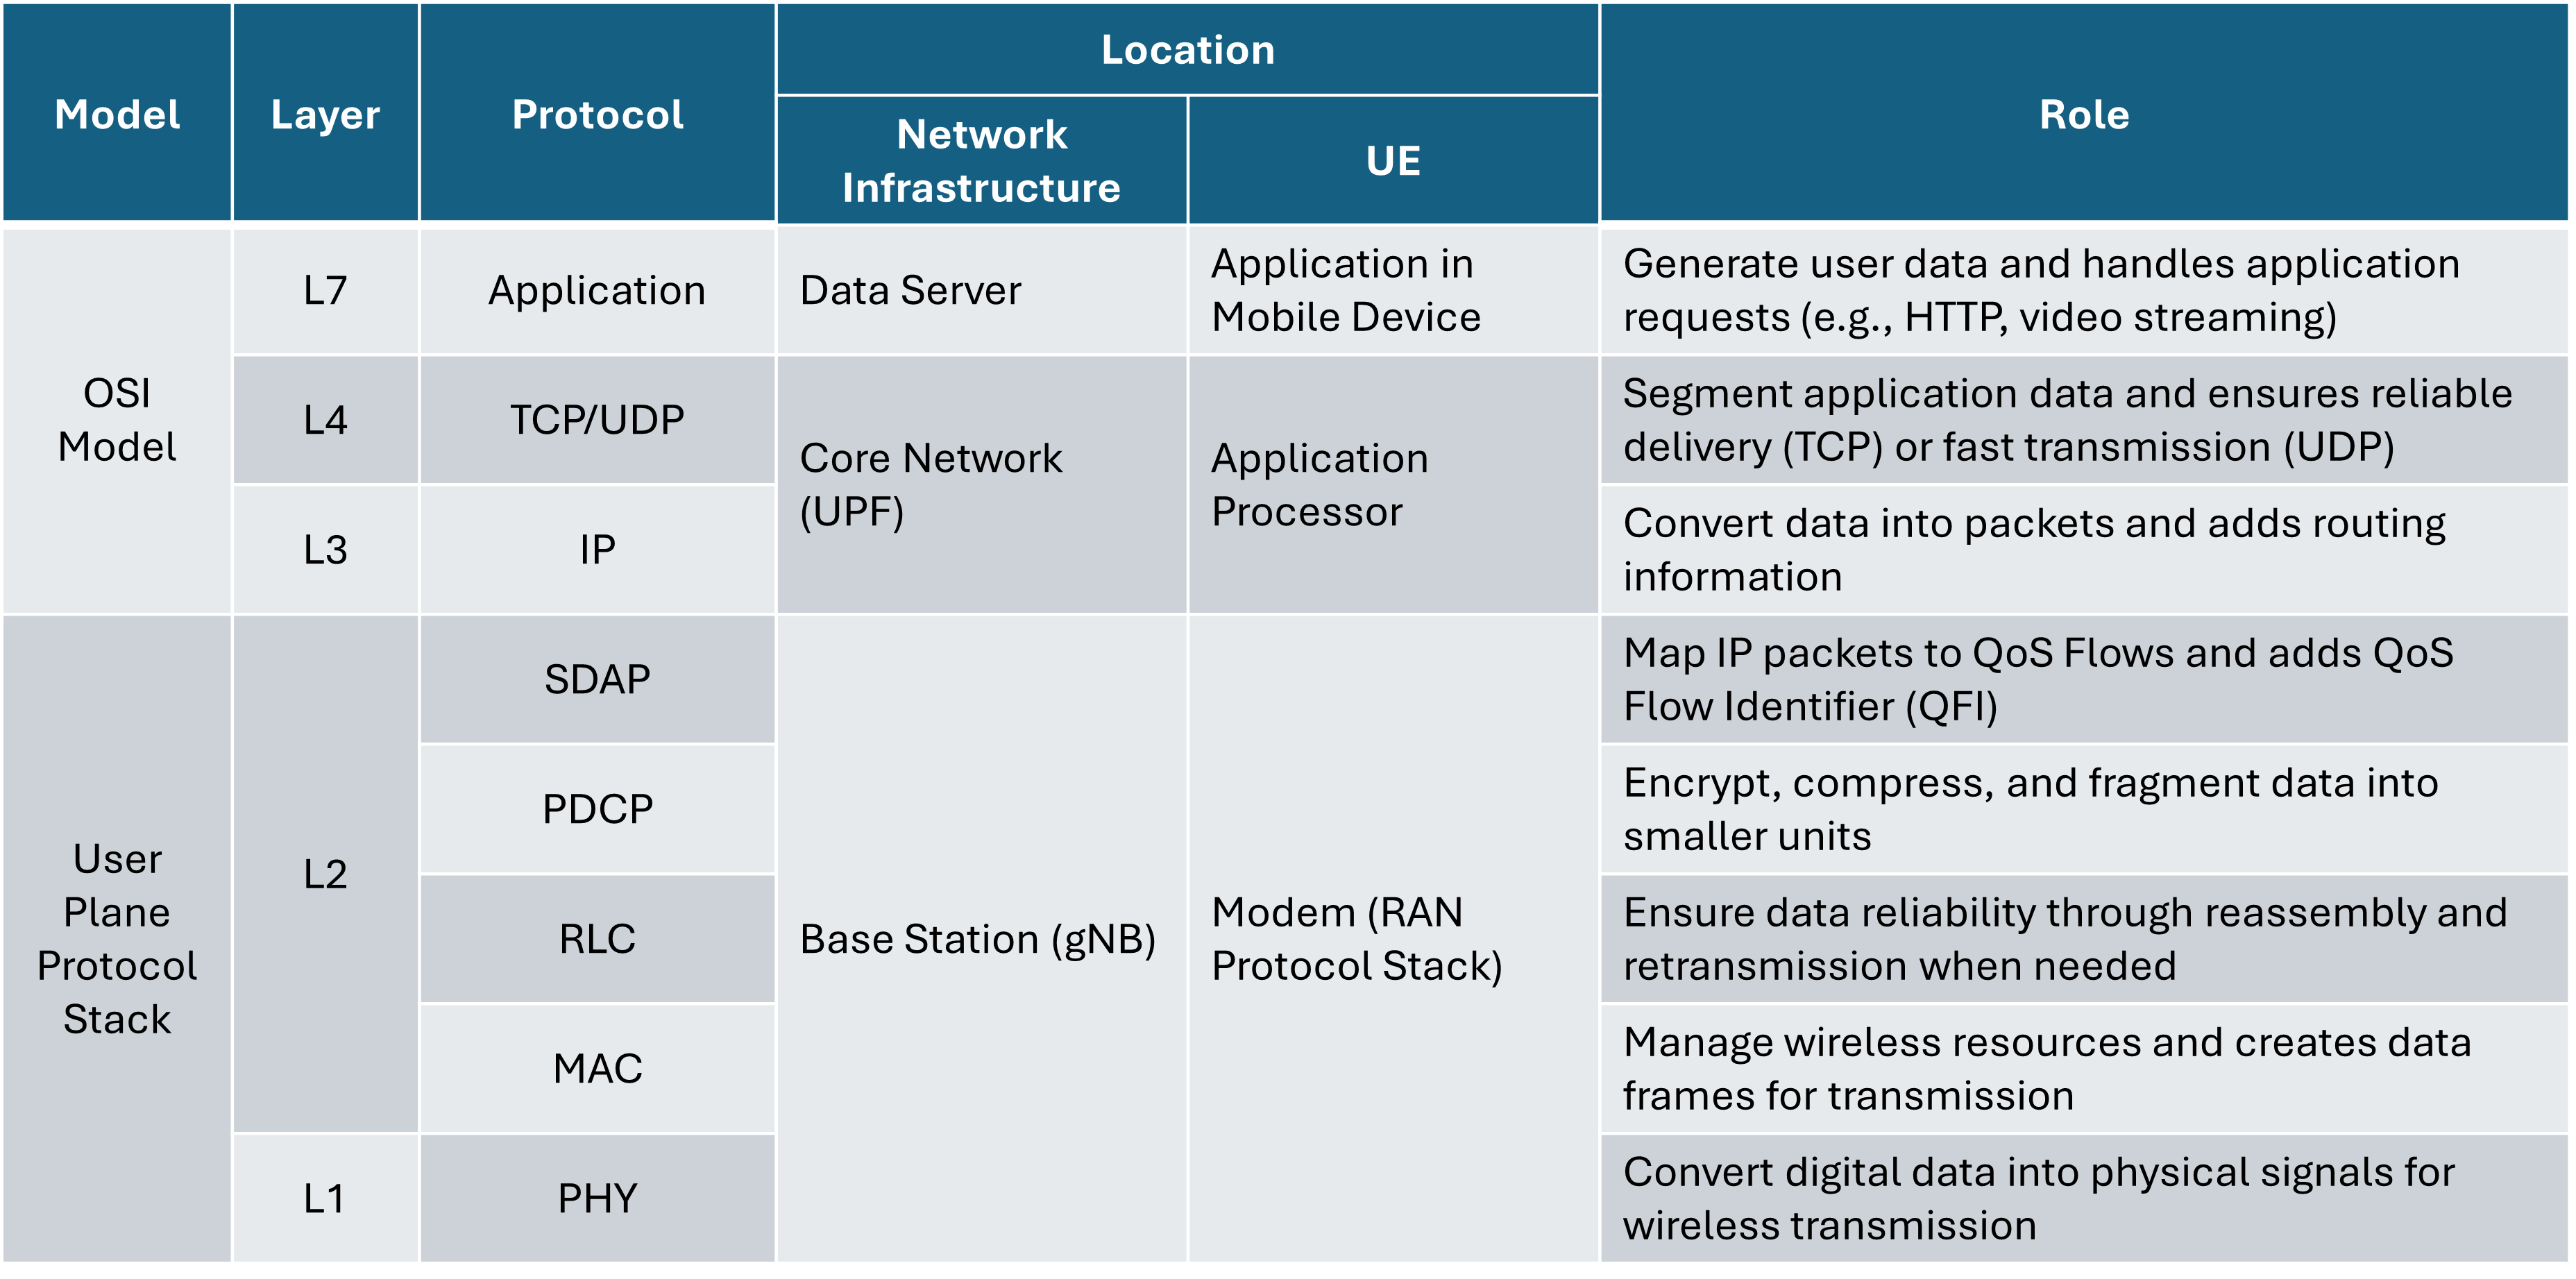 Model
Layer
Protocol
Location
Network
Infrastructure
UE
Role
OSI
Model
L7
Application
Data Server
Application in
Mobile Device
Generate user data and handles application
requests (e.g., HTTP, video streaming)
L4
TCP/UDP
Core Network
(UPF)
Application
Processor
Segment application data and ensures reliable
delivery (TCP) or fast transmission (UDP)
L3
IP
Convert data into packets and adds routing
information
User
Plane
Protocol
Stack
L2
SDAP
Base Station (gNB)
Modem (RAN
Protocol Stack)
Map IP packets to QoS Flows and adds QoS
Flow Identifier (QFI)
PDCP
Encrypt, compress, and fragment data into
smaller units
RLC
Ensure data reliability through reassembly and
retransmission when needed
MAC
Manage wireless resources and creates data
frames for transmission
L1
PHY
Convert digital data into physical signals for
wireless transmission